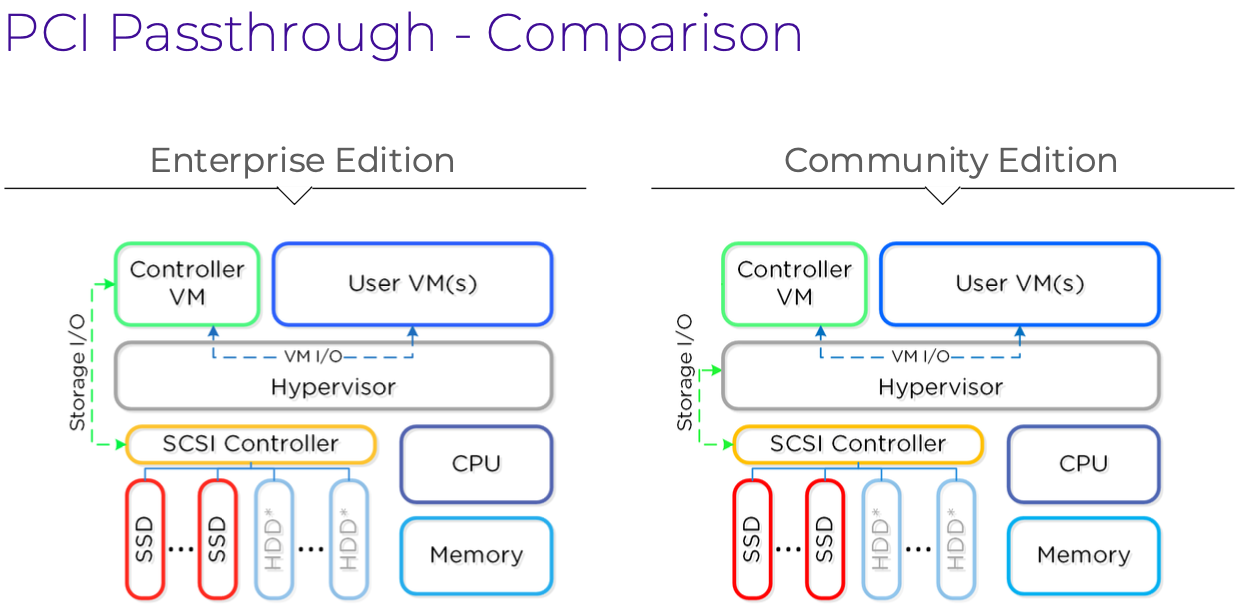 PCI Passthrough - Comparison
Enterprise Edition
Controller
VM
User VM(s)
Storage I/O
VM I/O
Hypervisor
SCSI Controller
CPU
SSD
...
SSD
HDD*
...
HDD*
Memory
Community Edition
Controller
VM
User VM(s)
Storage I/O
VM I/O
Hypervisor
SCSI Controller
CPU
SSD
...
SSD
HDD*
...
HDD*
Memory